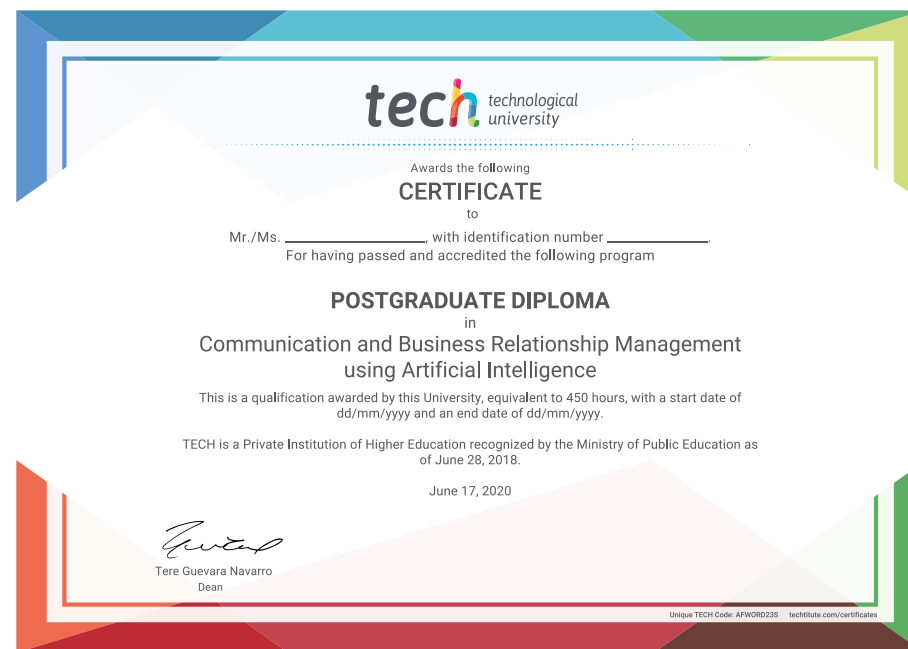 tech technological
university
Awards the following
CERTIFICATE
to
Mr./Ms. ____________________, with identification number ______________.
For having passed and accredited the following program
POSTGRADUATE DIPLOMA
in
Communication and Business Relationship Management
using Artificial Intelligence
This is a qualification awarded by this University, equivalent to 450 hours, with a start date of
dd/mm/yyyy and an end date of dd/mm/yyyy.
TECH is a Private Institution of Higher Education recognized by the Ministry of Public Education as
of June 28, 2018.
June 17, 2020
Tere Guevara Navarro
Dean
Unique TECH Code: AFWORD23S techtitute.com/certificates